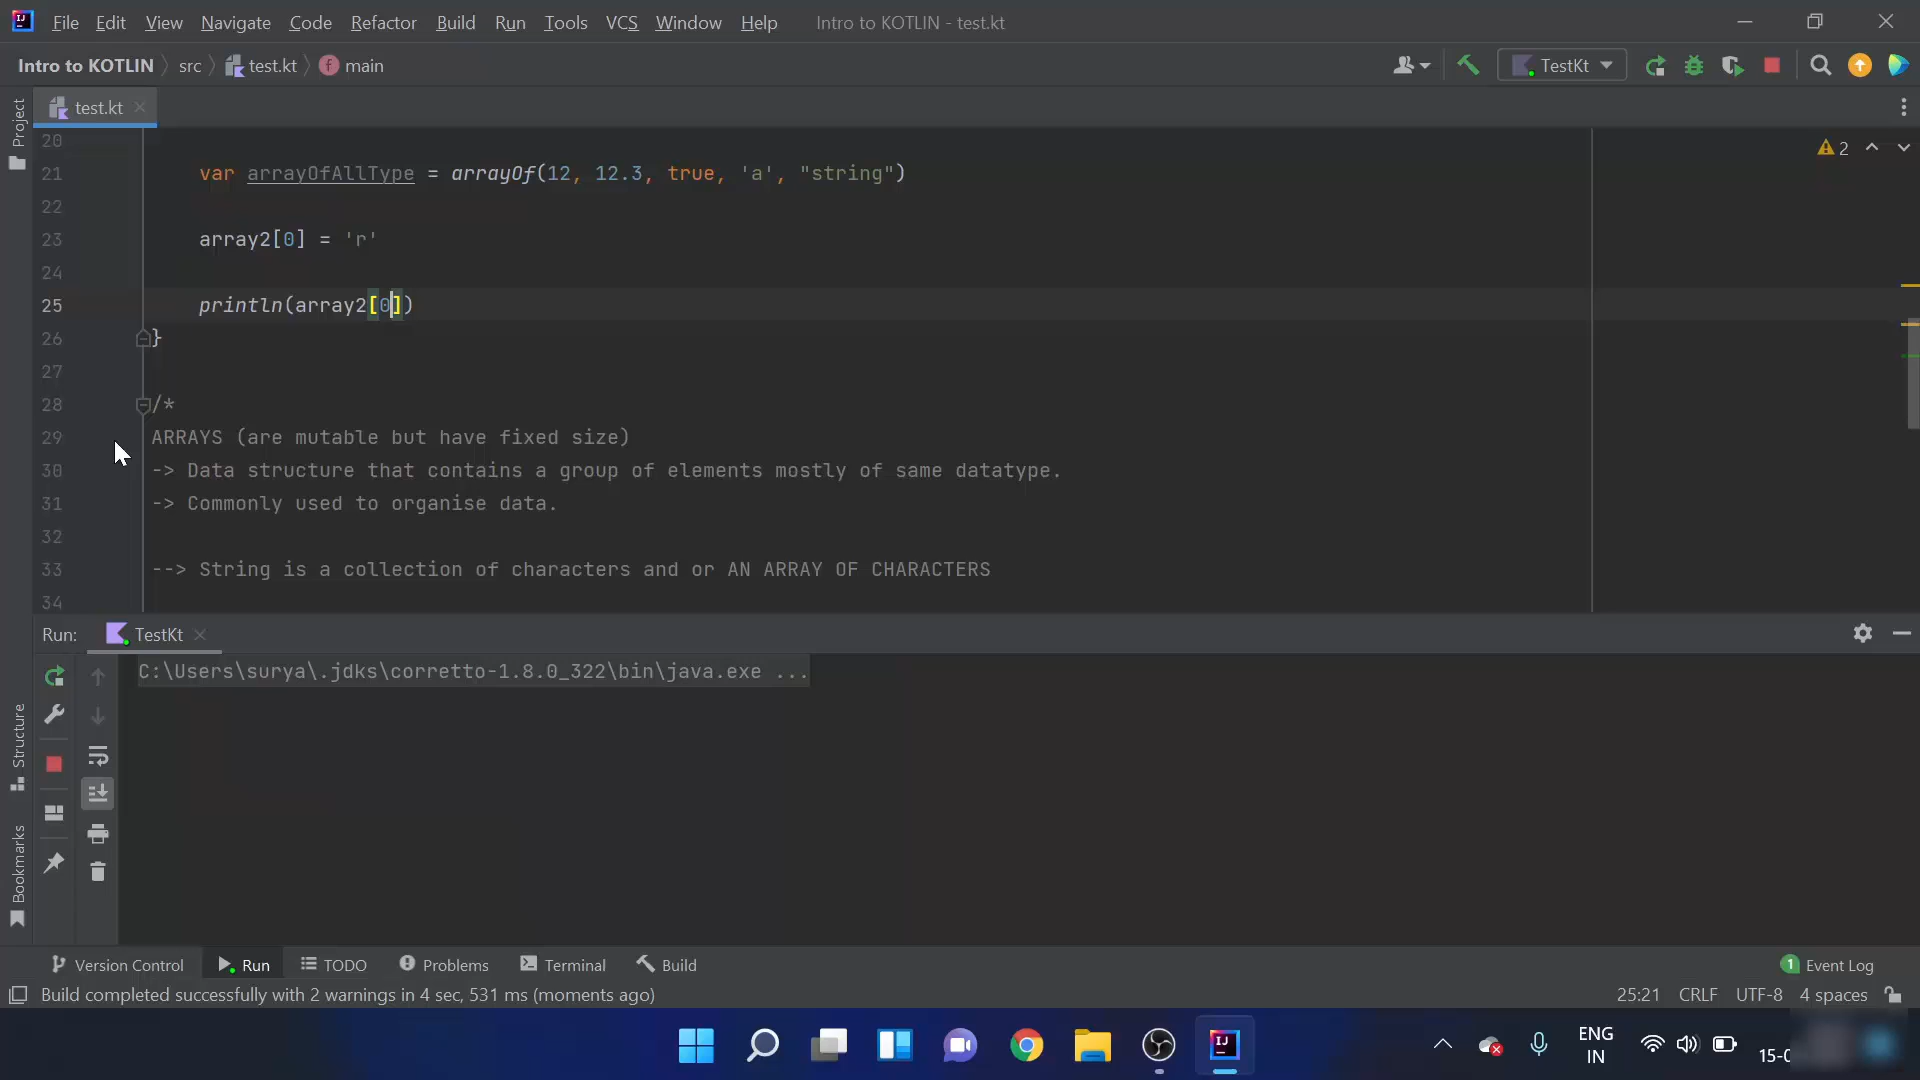 File Edit View Navigate Code Refactor Build Run Tools VCS Window Help Intro to KOTLIN - test.kt
Intro to KOTLIN src test.kt main TestKt
Project
test.kt
20
21 var arrayOfAllType = arrayOf(12, 12.3, true, 'a', "string") 2
22
23 array2[0] = 'r'
24
25 println(array2[0])
26 }
27
28 /*
29 ARRAYS (are mutable but have fixed size)
30 -> Data structure that contains a group of elements mostly of same datatype.
31 -> Commonly used to organise data.
32
33 --> String is a collection of characters and or AN ARRAY OF CHARACTERS
34
Run: TestKt
C:\Users\surya\.jdks\corretto-1.8.0_322\bin\java.exe ...
Structure
Bookmarks
Version Control Run TODO Problems Terminal Build 1 Event Log
Build completed successfully with 2 warnings in 4 sec, 531 ms (moments ago) 25:21 CRLF UTF-8 4 spaces
ENG
IN